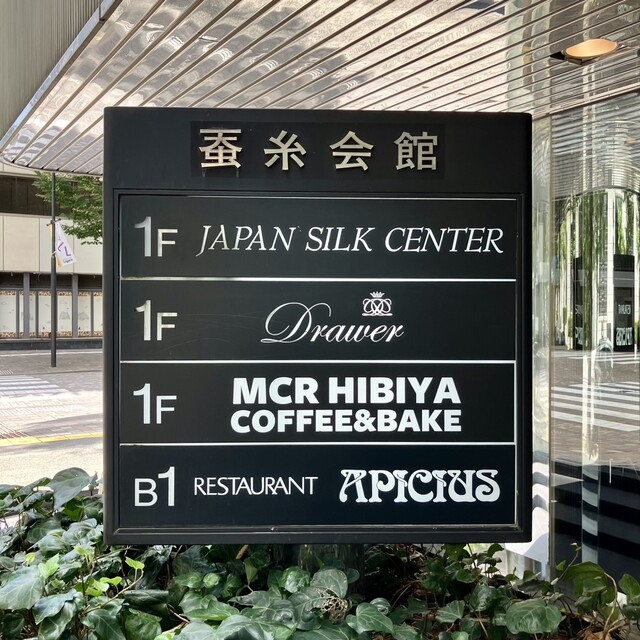 蚕糸会館
1F JAPAN SILK CENTER
1F Drawer
1F MCR HIBIYA
COFFEE&BAKE
B1 RESTAURANT APICIUS